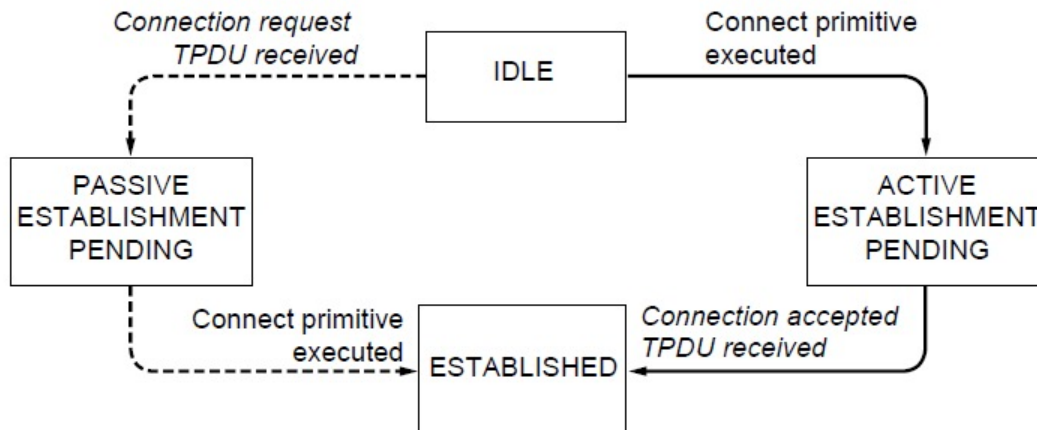 Connection request
TPDU received
IDLE
Connect primitive
executed
PASSIVE
ESTABLISHMENT
PENDING
ACTIVE
ESTABLISHMENT
PENDING
Connect primitive
executed
ESTABLISHED
Connection accepted
TPDU received